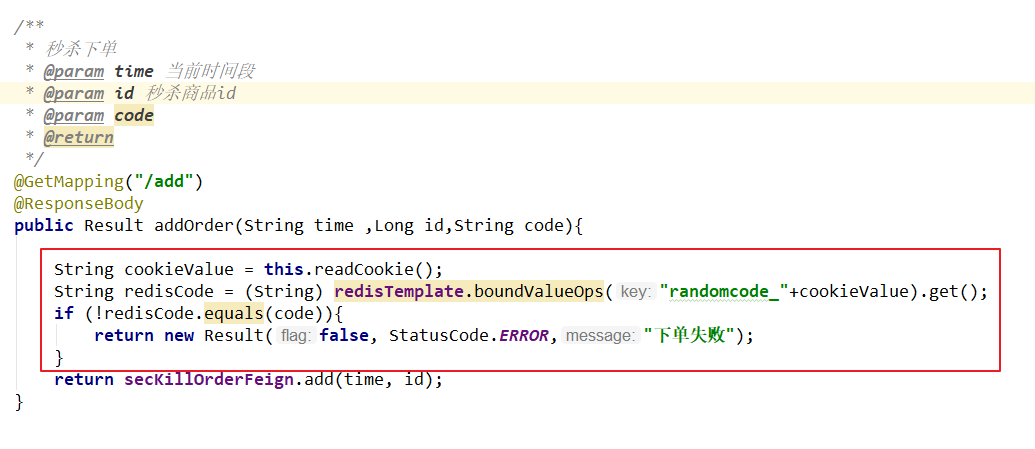 /**
* 秒杀下单
* @param time 当前时间段
* @param id 秒杀商品id
* @param code
* @return
*/
@GetMapping("/add")
@ResponseBody
public Result addOrder(String time ,Long id,String code){
String cookieValue = this.readCookie();
String redisCode = (String) redisTemplate.boundValueOps( key: "randomcode_"+cookieValue).get();
if (!redisCode.equals(code)){
return new Result( flag: false, StatusCode.ERROR, message: "下单失败");
}
return secKillOrderFeign.add(time, id);
}